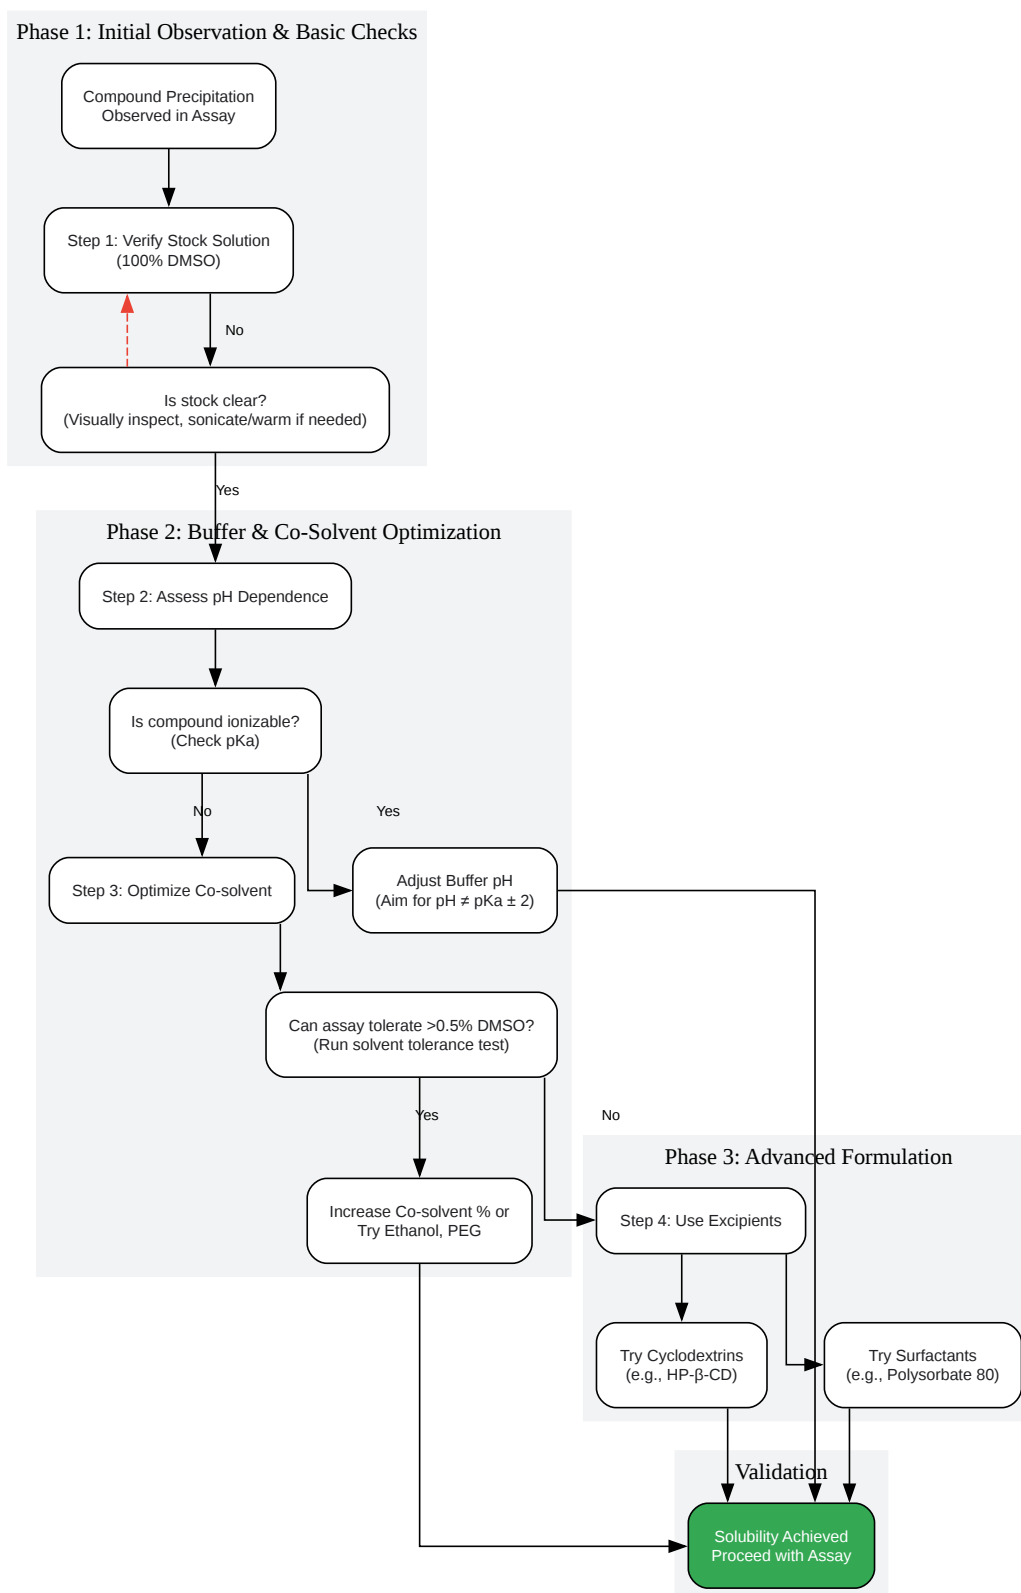 Phase 1: Initial Observation & Basic Checks
Compound Precipitation
Observed in Assay
Step 1: Verify Stock Solution
(100% DMSO)
No
Is stock clear?
(Visually inspect, sonicate/warm if needed)
Yes
Phase 2: Buffer & Co-Solvent Optimization
Step 2: Assess pH Dependence
Is compound ionizable?
(Check pKa)
No
Yes
Step 3: Optimize Co-solvent
Adjust Buffer pH
(Aim for pH ≠ pKa ± 2)
Can assay tolerate >0.5% DMSO?
(Run solvent tolerance test)
Yes
No
Phase 3: Advanced Formulation
Increase Co-solvent % or
Try Ethanol, PEG
Step 4: Use Excipients
Try Cyclodextrins
(e.g., HP-β-CD)
Try Surfactants
(e.g., Polysorbate 80)
Validation
Solubility Achieved
Proceed with Assay